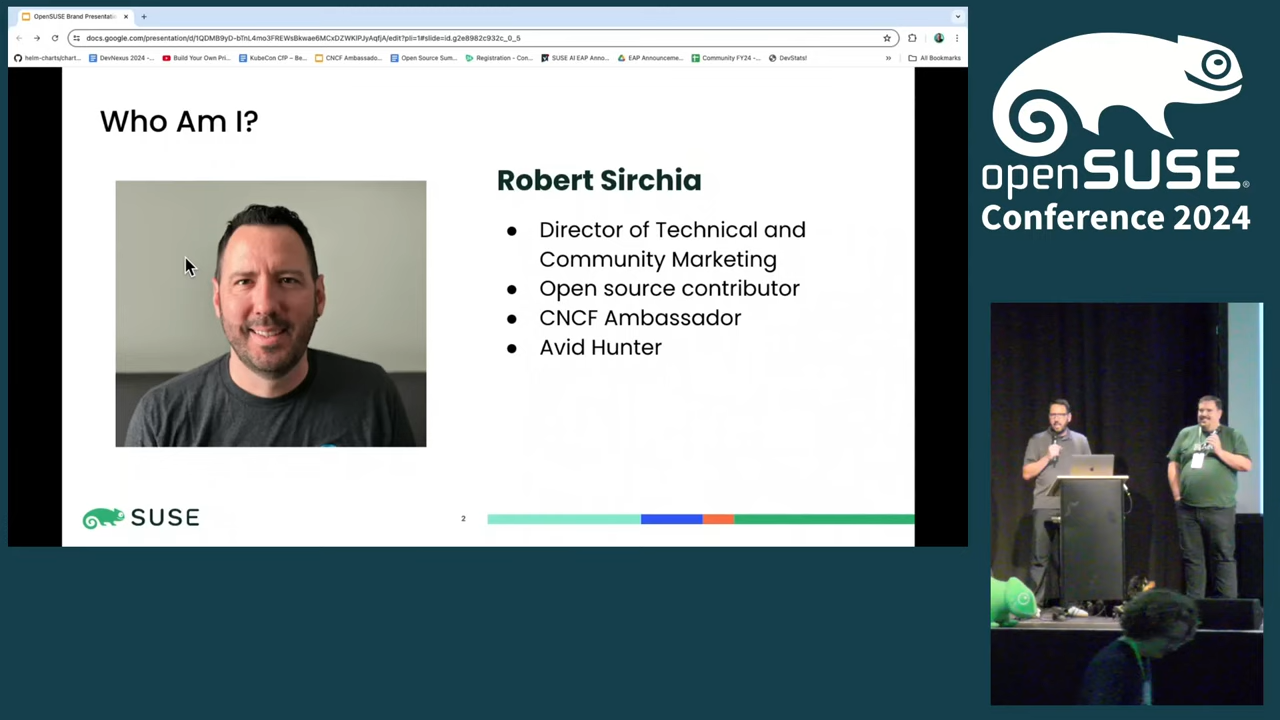 OpenSUSE Brand Presentati
docs.google.com/presentation/d/1QDMB9yD-bTnL4mo3FREWsBkwae6MCxDZWKlPJyAqfjA/edit?pli=1#slide=id.g2e8982c932c_0_5
helm-charts/chart...
DevNexus 2024 -...
Build Your Own Pri...
KubeCon CfP – Be...
CNCF Ambassado...
Open Source Sum...
Registration - Con...
SUSE AI EAP Anno...
EAP Announceme...
Community FY24 -...
DevStats!
»
All Bookmarks
Who Am I?
Robert Sirchia
● Director of Technical and
Community Marketing
● Open source contributor
● CNCF Ambassador
● Avid Hunter
SUSE
2
openSUSE®
Conference 2024